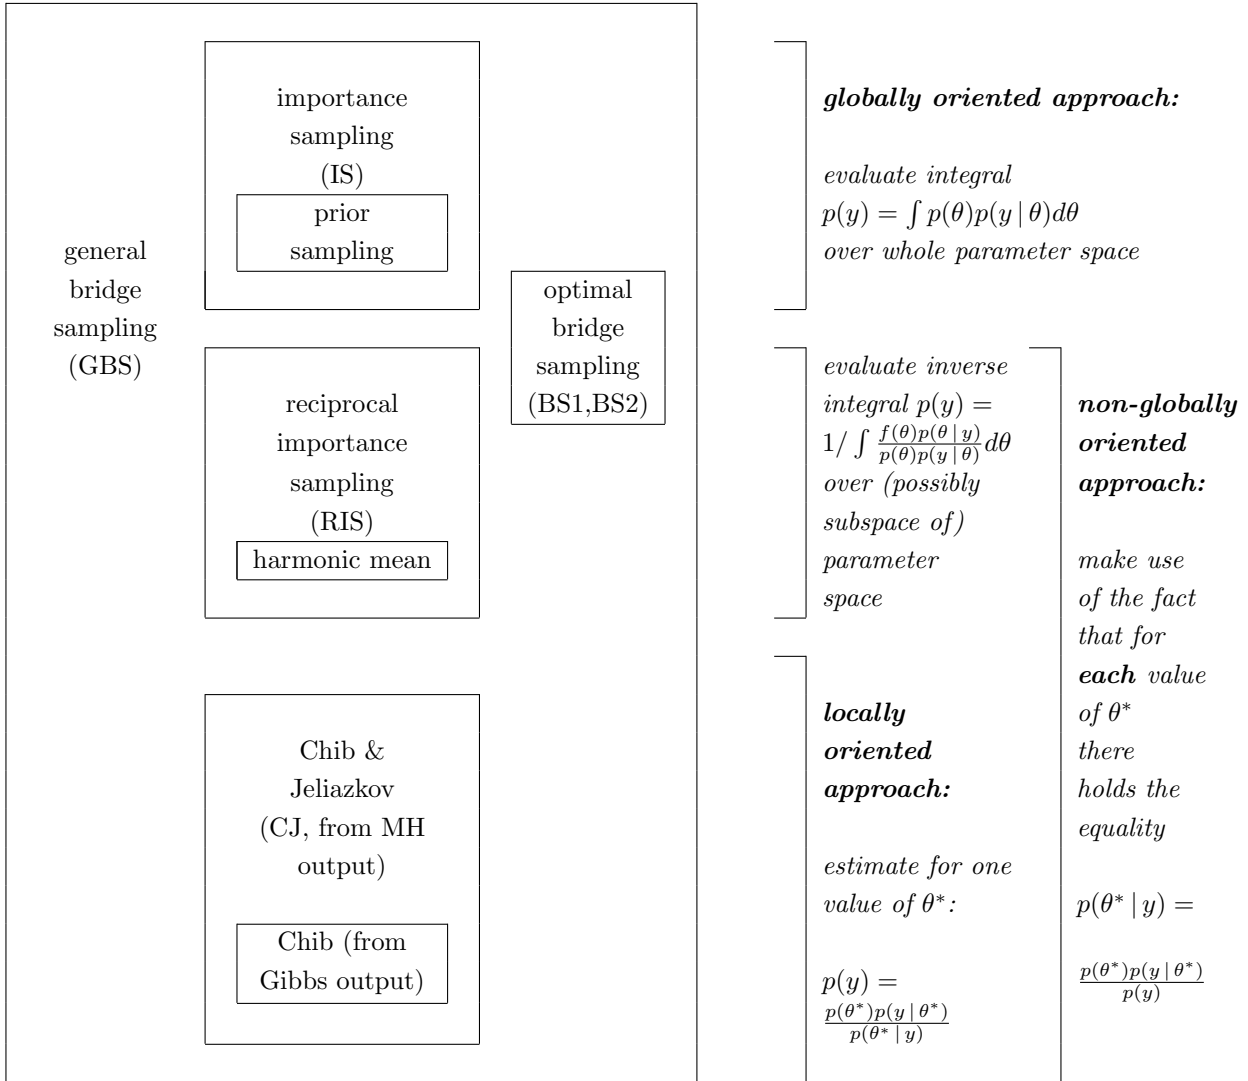 general
bridge
sampling
(GBS)
importance
sampling
(IS)
prior
sampling
optimal
bridge
sampling
(BS1,BS2)
reciprocal
importance
sampling
(RIS)
harmonic mean
Chib &
Jeliazkov
(CJ, from MH
output)
Chib (from
Gibbs output)
globally oriented approach:
evaluate integral
p(y) = ∫ p(θ)p(y | θ)dθ
over whole parameter space
evaluate inverse
integral p(y) =
1/ ∫ f(θ)p(θ | y) / p(θ)p(y | θ) dθ
over (possibly
subspace of)
parameter
space
locally
oriented
approach:
estimate for one
value of θ*:
p(y) =
p(θ*)p(y | θ*) / p(θ* | y)
non-globally
oriented
approach:
make use
of the fact
that for
each value
of θ*
there
holds the
equality
p(θ* | y) =
p(θ*)p(y | θ*) / p(y)